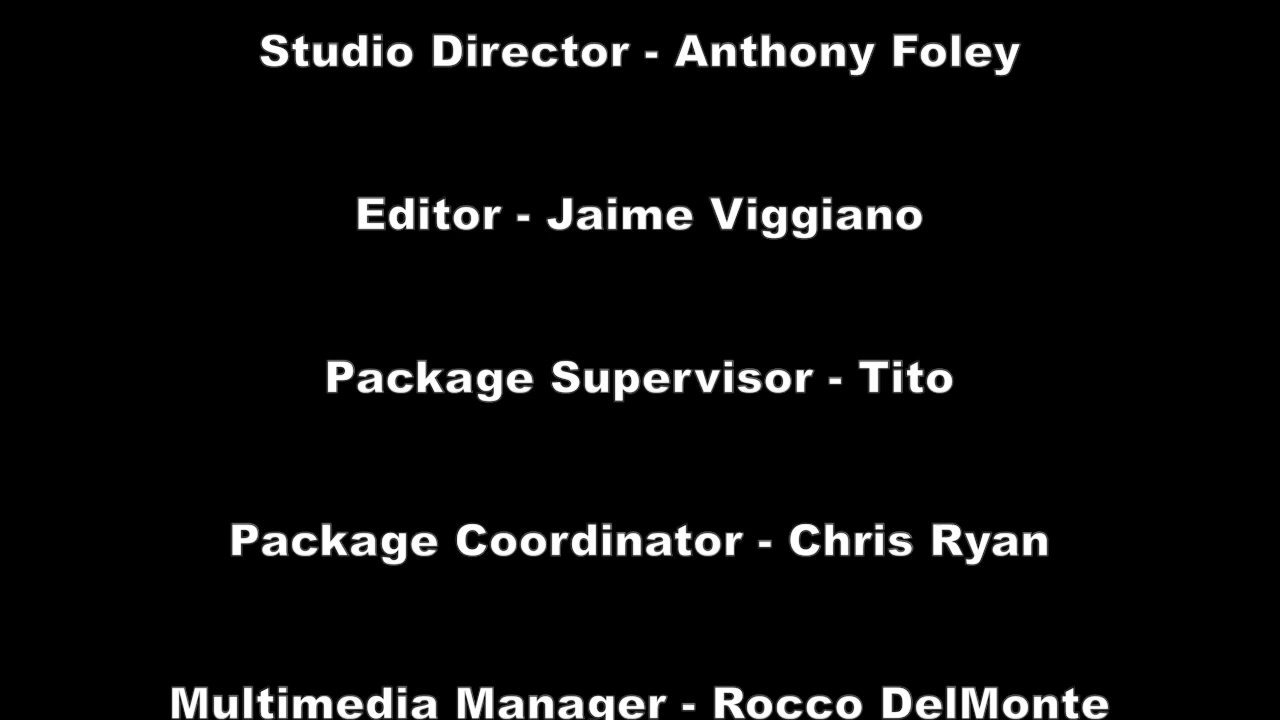 Studio Director - Anthony Foley
Editor - Jaime Viggiano
Package Supervisor - Tito
Package Coordinator - Chris Ryan
Multimedia Manager - Rocco DelMonte